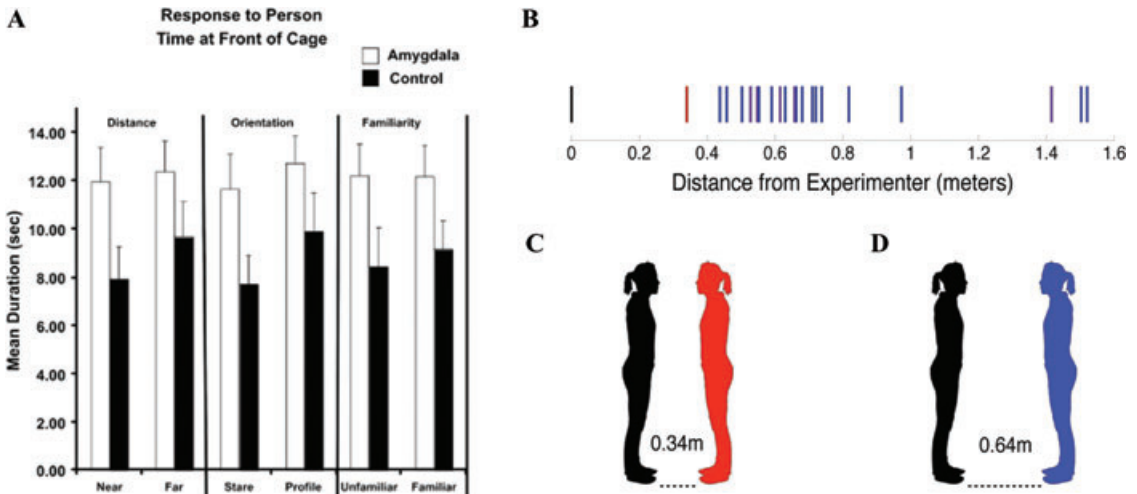 A
Response to Person
Time at Front of Cage
Amygdala
Control
Distance
Orientation
Familiarity
Mean Duration (sec)
14.00
12.00
10.00
8.00
6.00
4.00
2.00
0.00
Near
Far
Stare
Profile
Unfamiliar
Familiar
B
0
0.2
0.4
0.6
0.8
1
1.2
1.4
1.6
Distance from Experimenter (meters)
C
0.34m
D
0.64m